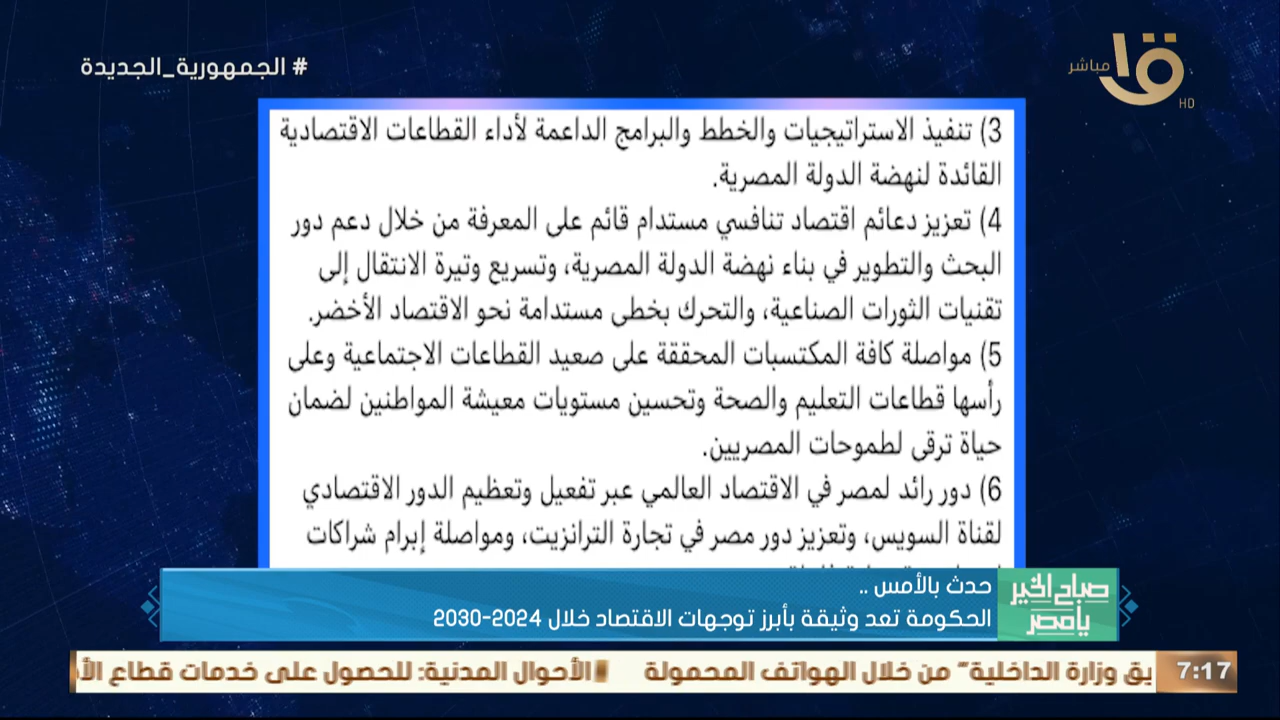 # الجمهورية_الجديدة
مباشر
HD
3) تنفيذ الاستراتيجيات والخطط والبرامج الداعمة لأداء القطاعات الاقتصادية
القائدة لنهضة الدولة المصرية.
4) تعزيز دعائم اقتصاد تنافسي مستدام قائم على المعرفة من خلال دعم دور
البحث والتطوير في بناء نهضة الدولة المصرية، وتسريع وتيرة الانتقال إلى
تقنيات الثورات الصناعية، والتحرك بخطى مستدامة نحو الاقتصاد الأخضر.
5) مواصلة كافة المكتسبات المحققة على صعيد القطاعات الاجتماعية وعلى
رأسها قطاعات التعليم والصحة وتحسين مستويات معيشة المواطنين لضمان
حياة ترقى لطموحات المصريين.
6) دور رائد لمصر في الاقتصاد العالمي عبر تفعيل وتعظيم الدور الاقتصادي
لقناة السويس، وتعزيز دور مصر في تجارة الترانزيت، ومواصلة إبرام شراكات
صباح الخير
يا مصر
حدث بالأمس ..
الحكومة تعد وثيقة بأبرز توجهات الاقتصاد خلال 2024-2030
7:17
يق وزارة الداخلية" من خلال الهواتف المحمولة الأحوال المدنية: للحصول على خدمات قطاع الأ